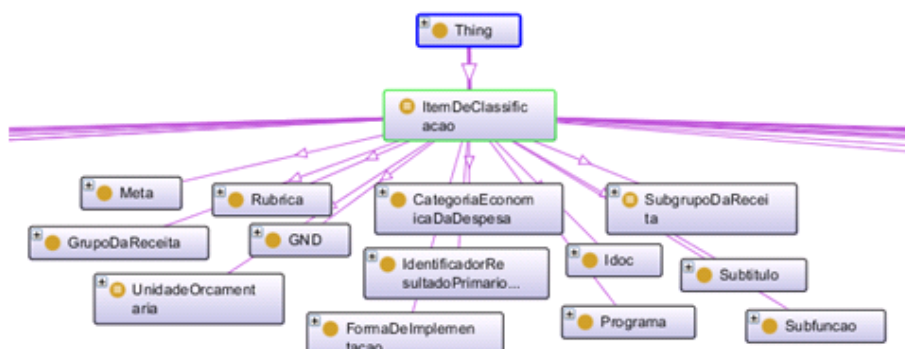 Thing
ItemDeClassific
acao
Meta
Rubrica
CategoriaEconom
icaDaDespesa
SubgrupoDaRecei
ta
GrupoDaReceita
GND
IdentificadorRe
sultadoPrimario...
Idoc
Subtitulo
UnidadeOrcament
aria
FormaDeImplemen
tacao
Programa
Subfuncao